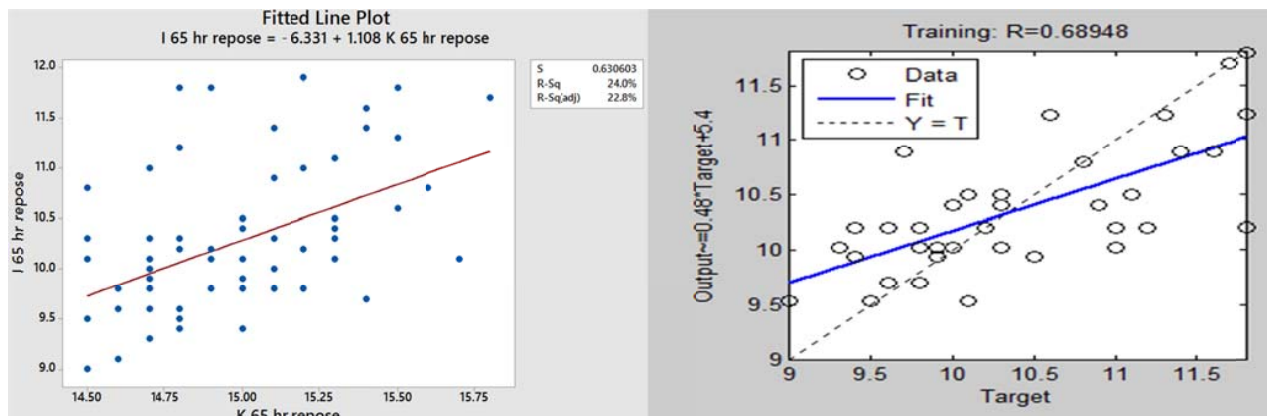 Fitted Line Plot
I 65 hr repose = - 6.331 + 1.108 K 65 hr repose
S 0.630603
R-Sq 24.0%
R-Sq(adj) 22.8%
I 65 hr repose
12.0
11.5
11.0
10.5
10.0
9.5
9.0
14.50 14.75 15.00 15.25 15.50 15.75
K 65 hr repose
Training: R=0.68948
Data
Fit
Y = T
Output~=0.48*Target+5.4
11.5
11
10.5
10
9.5
9
9 9.5 10 10.5 11 11.5
Target